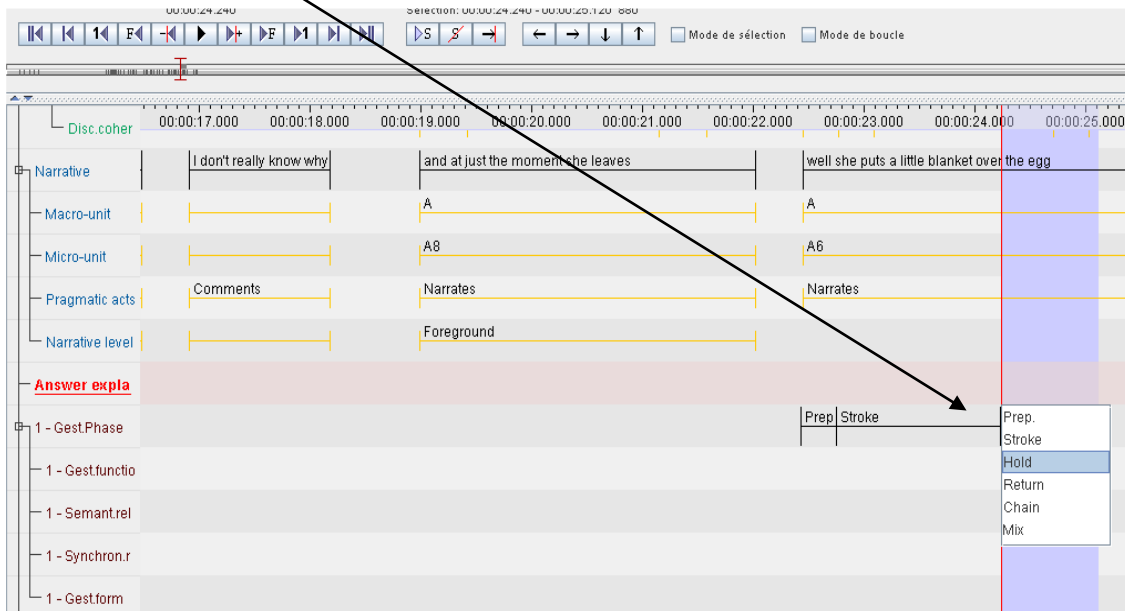 00:00:24.240 Selection: 00:00:24.240 - 00:00:25.120 880
1 F + F 1 S S Mode de sélection Mode de boucle
Disc.coher 00:00:17.000 00:00:18.000 00:00:19.000 00:00:20.000 00:00:21.000 00:00:22.000 00:00:23.000 00:00:24.000 00:00:25.000
Narrative I don't really know why and at just the moment she leaves well she puts a little blanket over the egg
Macro-unit A A
Micro-unit A8 A6
Pragmatic acts Comments Narrates Narrates
Narrative level Foreground
Answer expla
1 - Gest.Phase Prep Stroke Prep.
Stroke
Hold
1 - Gest.functio
Return
1 - Semant.rel Chain
Mix
1 - Synchron.r
1 - Gest.form